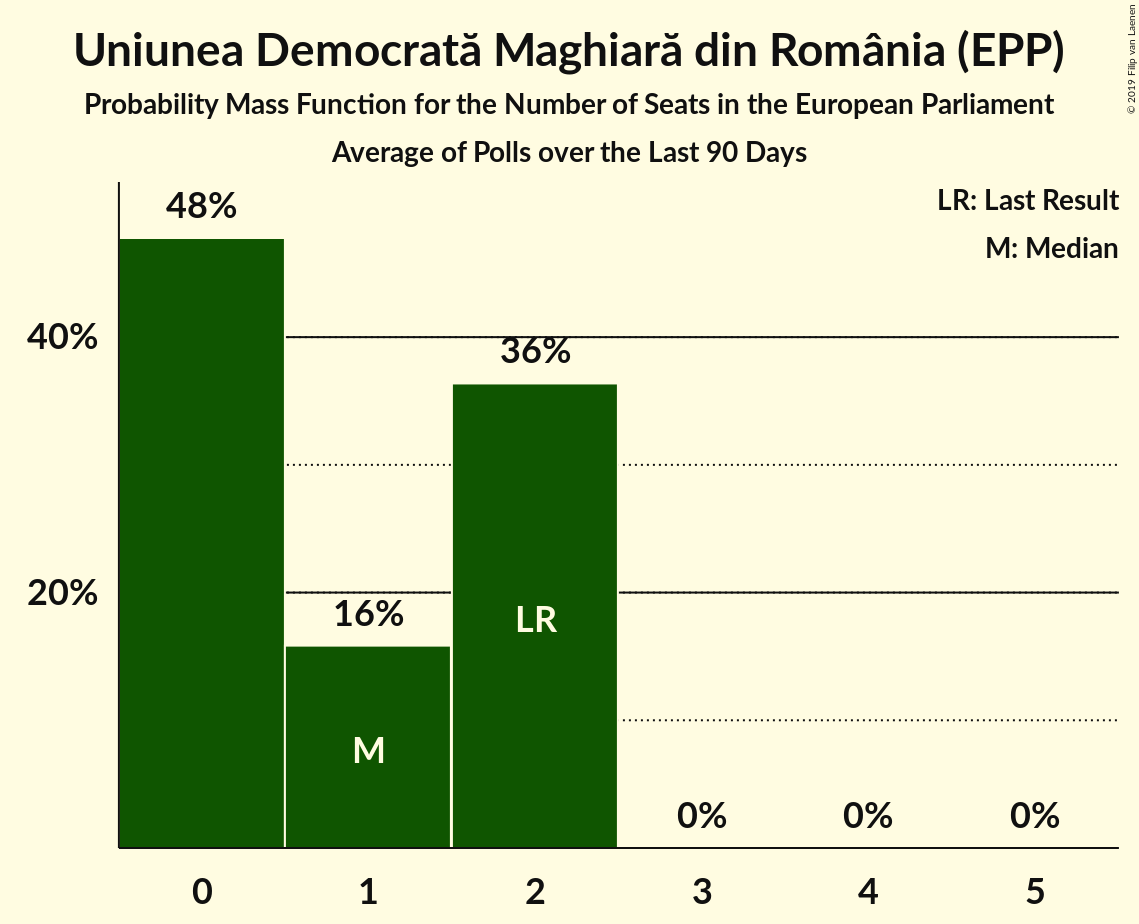 Uniunea Democrată Maghiară din România (EPP)
Probability Mass Function for the Number of Seats in the European Parliament
Average of Polls over the Last 90 Days
© 2019 Filip van Laenen
LR: Last Result
M: Median
48%
40%
36%
20%
16%
LR
M
0%
0%
0%
0
1
2
3
4
5